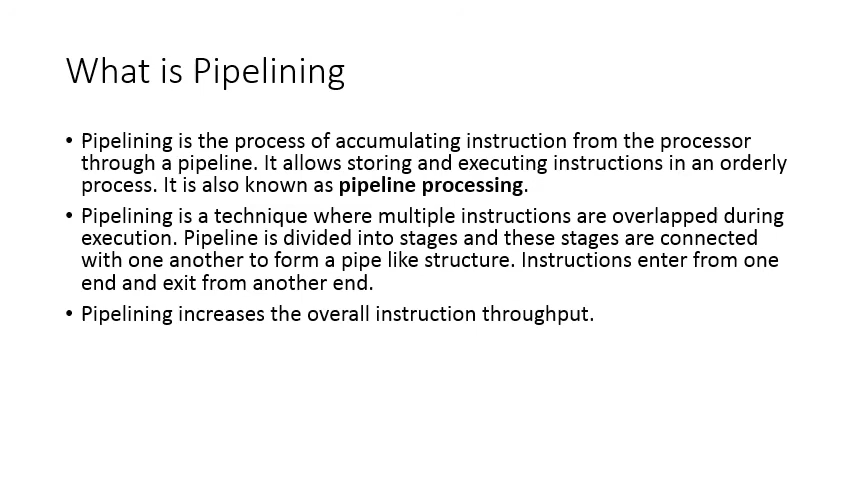 What is Pipelining
• Pipelining is the process of accumulating instruction from the processor
through a pipeline. It allows storing and executing instructions in an orderly
process. It is also known as pipeline processing.
• Pipelining is a technique where multiple instructions are overlapped during
execution. Pipeline is divided into stages and these stages are connected
with one another to form a pipe like structure. Instructions enter from one
end and exit from another end.
• Pipelining increases the overall instruction throughput.